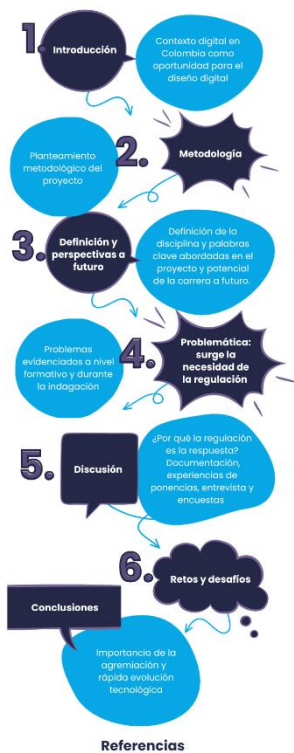 1.
Introducción
Contexto digital en
Colombia como
oportunidad para el
diseño digital
2.
Metodología
Planteamiento
metodológico del
proyecto
3.
Definición y
perspectivas a
futuro
Definición de la
disciplina y palabras
clave abordadas en el
proyecto y potencial
de la carrera a futuro.
4.
Problemática:
surge la
necesidad de
la regulación
Problemas
evidenciados a nivel
formativo y durante
la indagación
5.
Discusión
¿Por qué la regulación
es la respuesta?
Documentación,
experiencias de
ponencias, entrevista y
encuestas
6.
Retos y desafíos
Conclusiones
Importancia de la
agremiación y
rápida evolución
tecnológica
Referencias